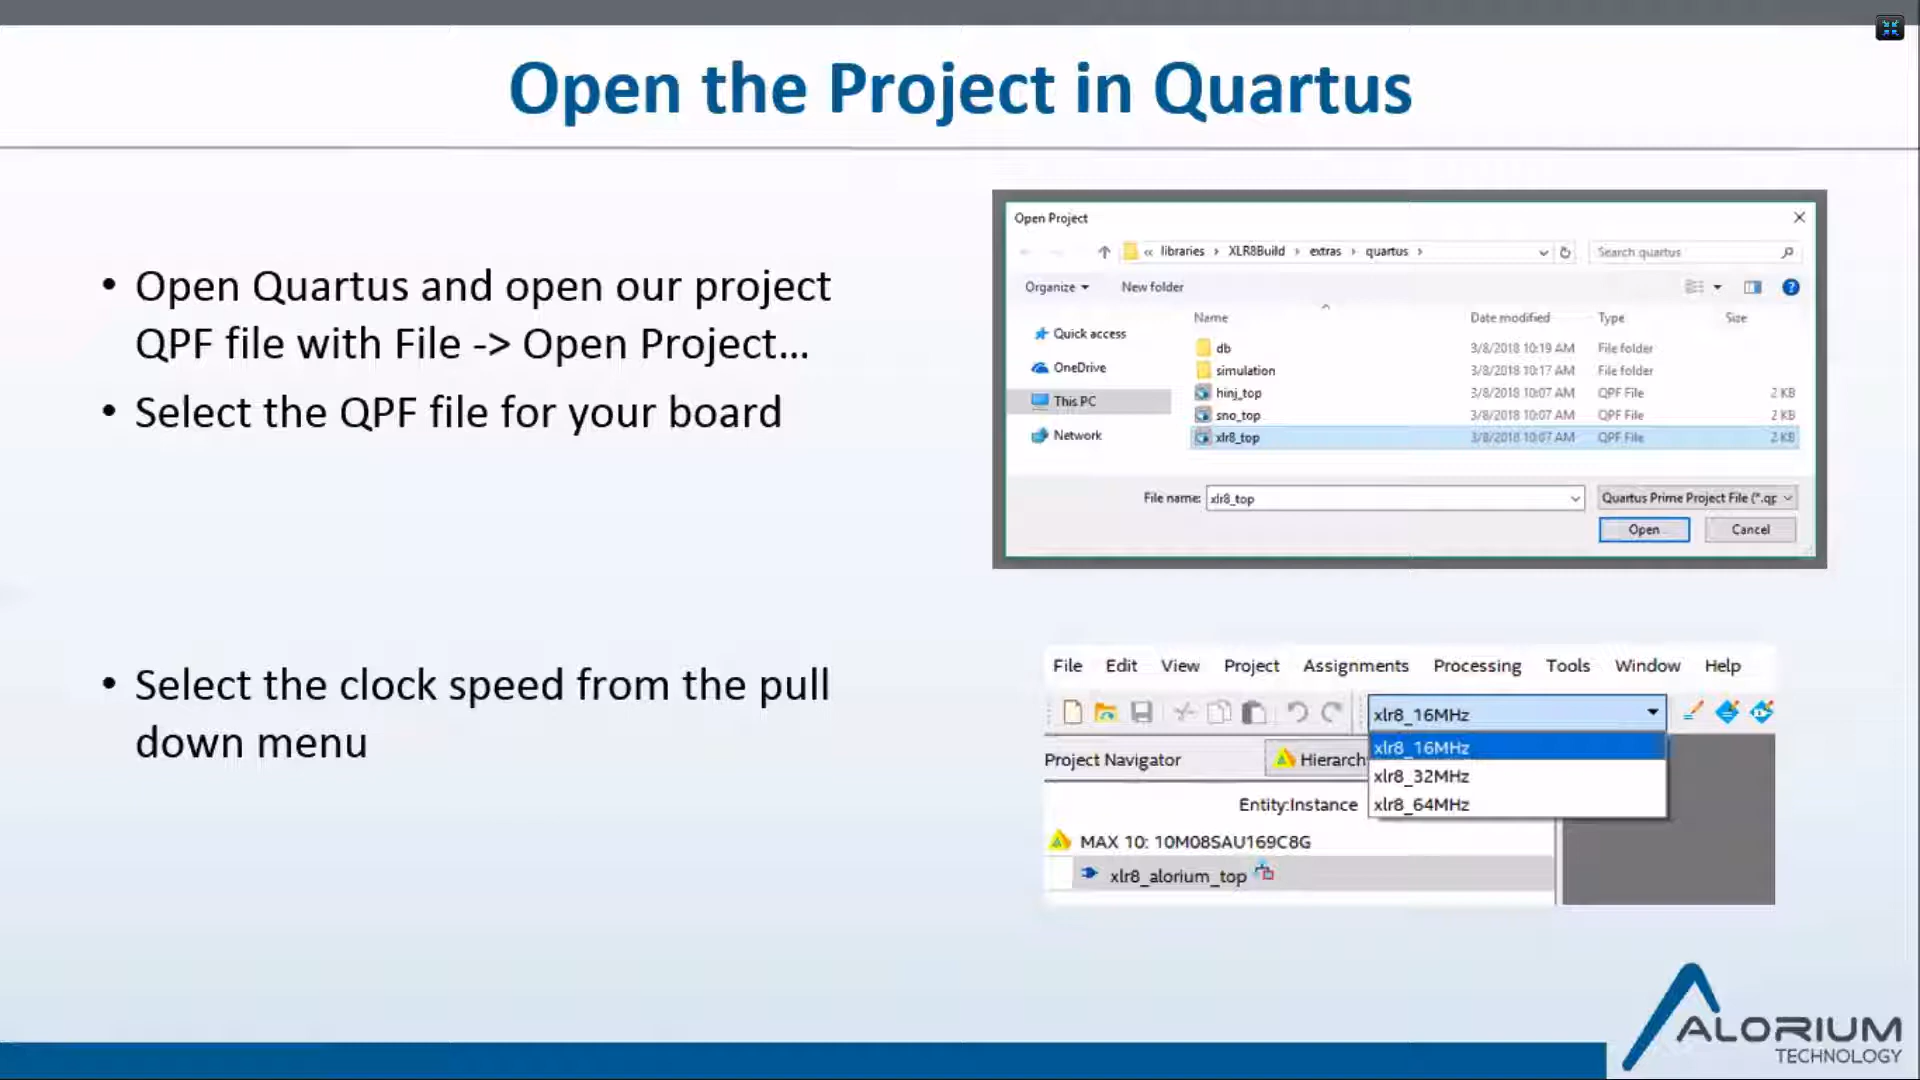 Open the Project in Quartus
• Open Quartus and open our project
QPF file with File -> Open Project...
• Select the QPF file for your board
• Select the clock speed from the pull
down menu
Open Project
« libraries › XLR8Build › extras › quartus ›
Search quartus
Organize
New folder
Name Date modified Type Size
Quick access
OneDrive
This PC
Network
db 3/8/2018 10:19 AM File folder
simulation 3/8/2018 10:17 AM File folder
hinj_top 3/8/2018 10:07 AM QPF File 2 KB
sno_top 3/8/2018 10:07 AM QPF File 2 KB
xlr8_top 3/8/2018 10:07 AM QPF File 2 KB
File name: xlr8_top Quartus Prime Project File (*.qp
Open Cancel
File Edit View Project Assignments Processing Tools Window Help
xlr8_16MHz
xlr8_16MHz
xlr8_32MHz
xlr8_64MHz
Project Navigator Hierarch
Entity:Instance
MAX 10: 10M08SAU169C8G
xlr8_alorium_top
ALORIUM
TECHNOLOGY